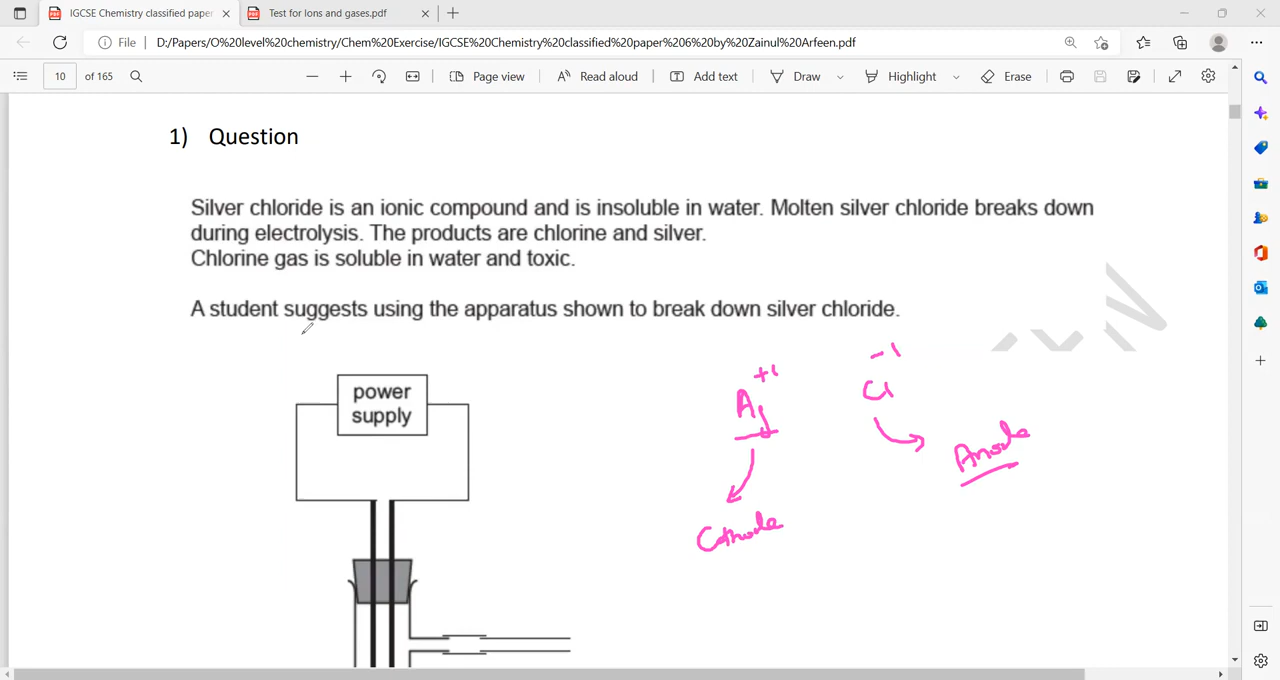 IGCSE Chemistry classified paper
Test for Ions and gases.pdf
File D:/Papers/O%20level%20chemistry/Chem%20Exercise/IGCSE%20Chemistry%20classified%20paper%206%20by%20Zainul%20Arfeen.pdf
10 of 165 Page view Read aloud Add text Draw Highlight Erase
1) Question
Silver chloride is an ionic compound and is insoluble in water. Molten silver chloride breaks down
during electrolysis. The products are chlorine and silver.
Chlorine gas is soluble in water and toxic.
A student suggests using the apparatus shown to break down silver chloride.
power
supply
Ag +1
Cl -1
Anode
Cathode